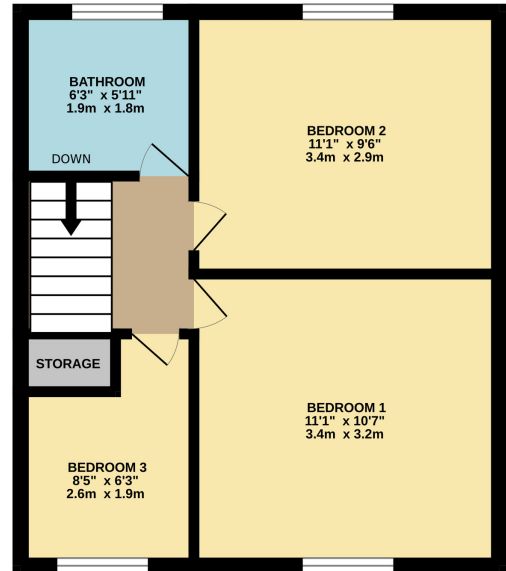 BATHROOM
6'3" x 5'11"
1.9m x 1.8m
DOWN
BEDROOM 2
11'1" x 9'6"
3.4m x 2.9m
STORAGE
BEDROOM 1
11'1" x 10'7"
3.4m x 3.2m
BEDROOM 3
8'5" x 6'3"
2.6m x 1.9m